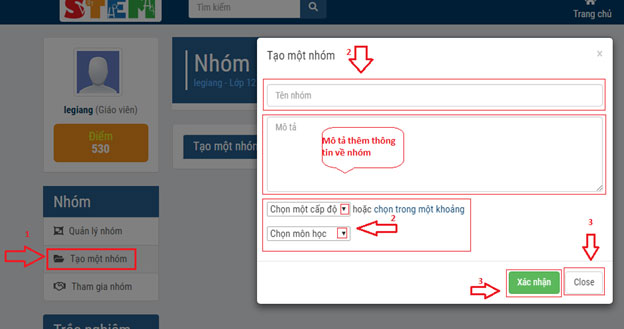 STEM
Tìm kiếm
Trang chủ
legiang (Giáo viên)
Điểm
530
Nhóm
legiang - Lớp 12
Tạo một nhóm
Nhóm
Quản lý nhóm
1
Tạo một nhóm
Tham gia nhóm
Trắc nghiệm
Tạo một nhóm
2
×
Tên nhóm
Mô tả
Mô tả thêm thông
tin về nhóm
Chọn một cấp độ hoặc chọn trong một khoảng
Chọn môn học
2
3
3
Xác nhận
Close